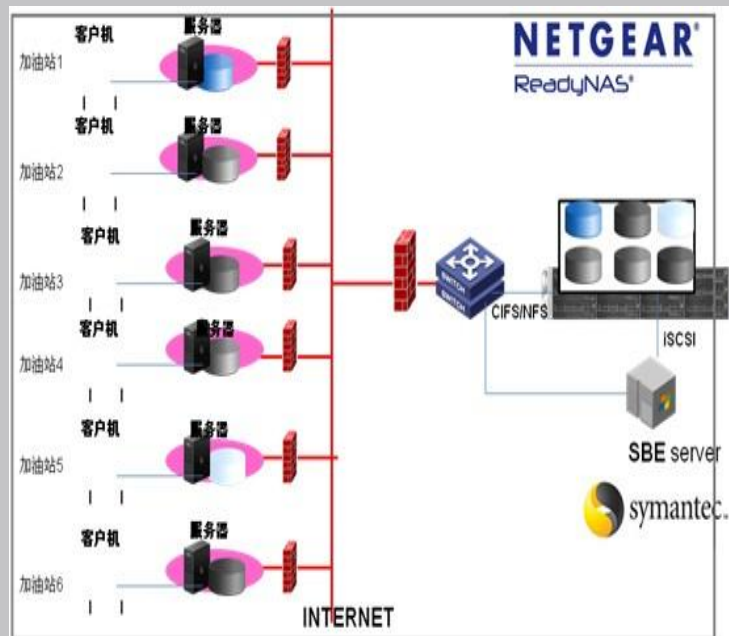 NETGEAR®
ReadyNAS®
客户机
服务器
加油站1
客户机
服务器
加油站2
客户机
服务器
加油站3
客户机
服务器
加油站4
客户机
服务器
加油站5
客户机
服务器
加油站6
SWITCH
SWITCH
CIFS/NFS
iSCSI
SBE server
symantec.
INTERNET